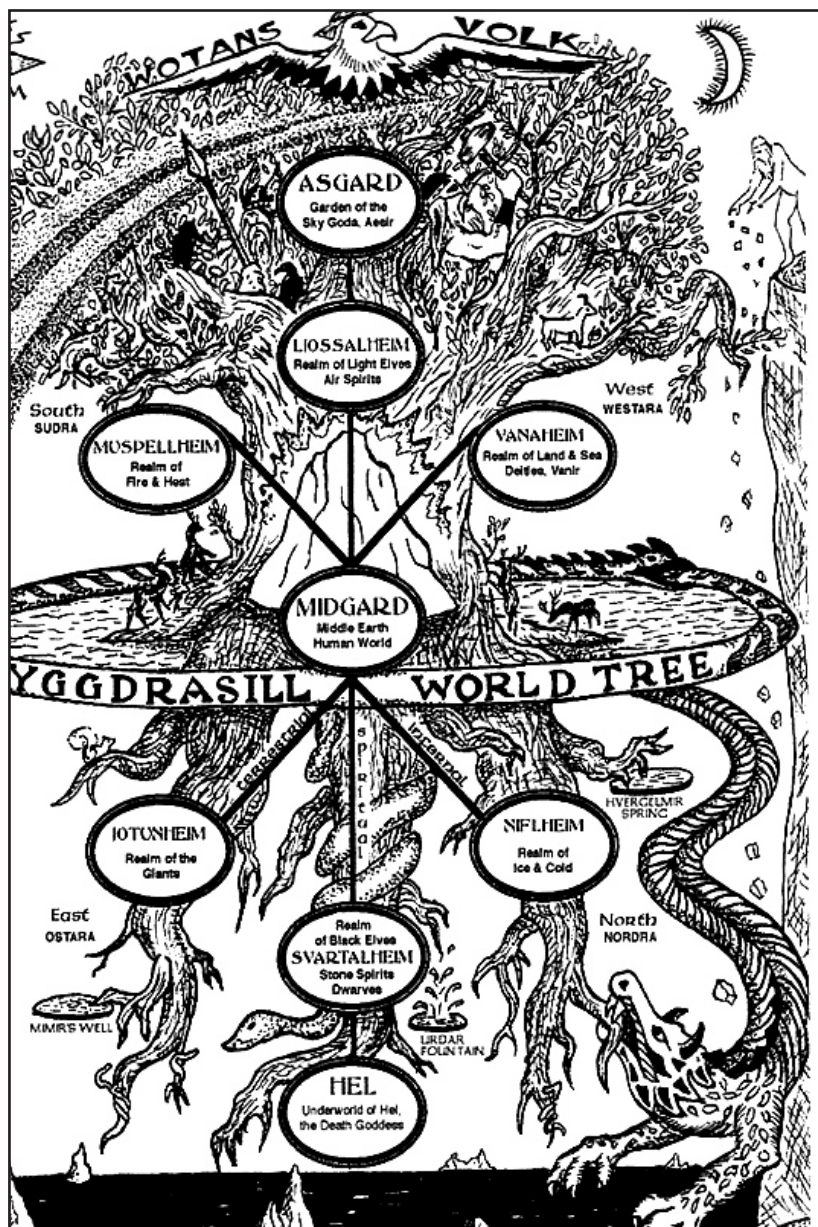 WOTANS VOLK
ASGARD
Garden of the
Sky Gods, Aesir
LIOSSALHEIM
Realm of Light Elves
Air Spirits
South
SUDRA
West
WESTARA
MUSPELLHEIM
Realm of
Fire & Heat
VANAHEIM
Realm of Land & Sea
Deities, Vanir
MIDGARD
Middle Earth
Human World
YGGDRASILL WORLD TREE
terrestrial
spiritual
infernal
HVERGELMIR
SPRING
JOTUNHEIM
Realm of the
Giants
NIFLHEIM
Realm of
Ice & Cold
East
OSTARA
North
NORDRA
Realm
of Black Elves
SVARTALHEIM
Stone Spirits
Dwarves
MIMIR'S WELL
URDAR
FOUNTAIN
HEL
Underworld of Hel,
the Death Goddess